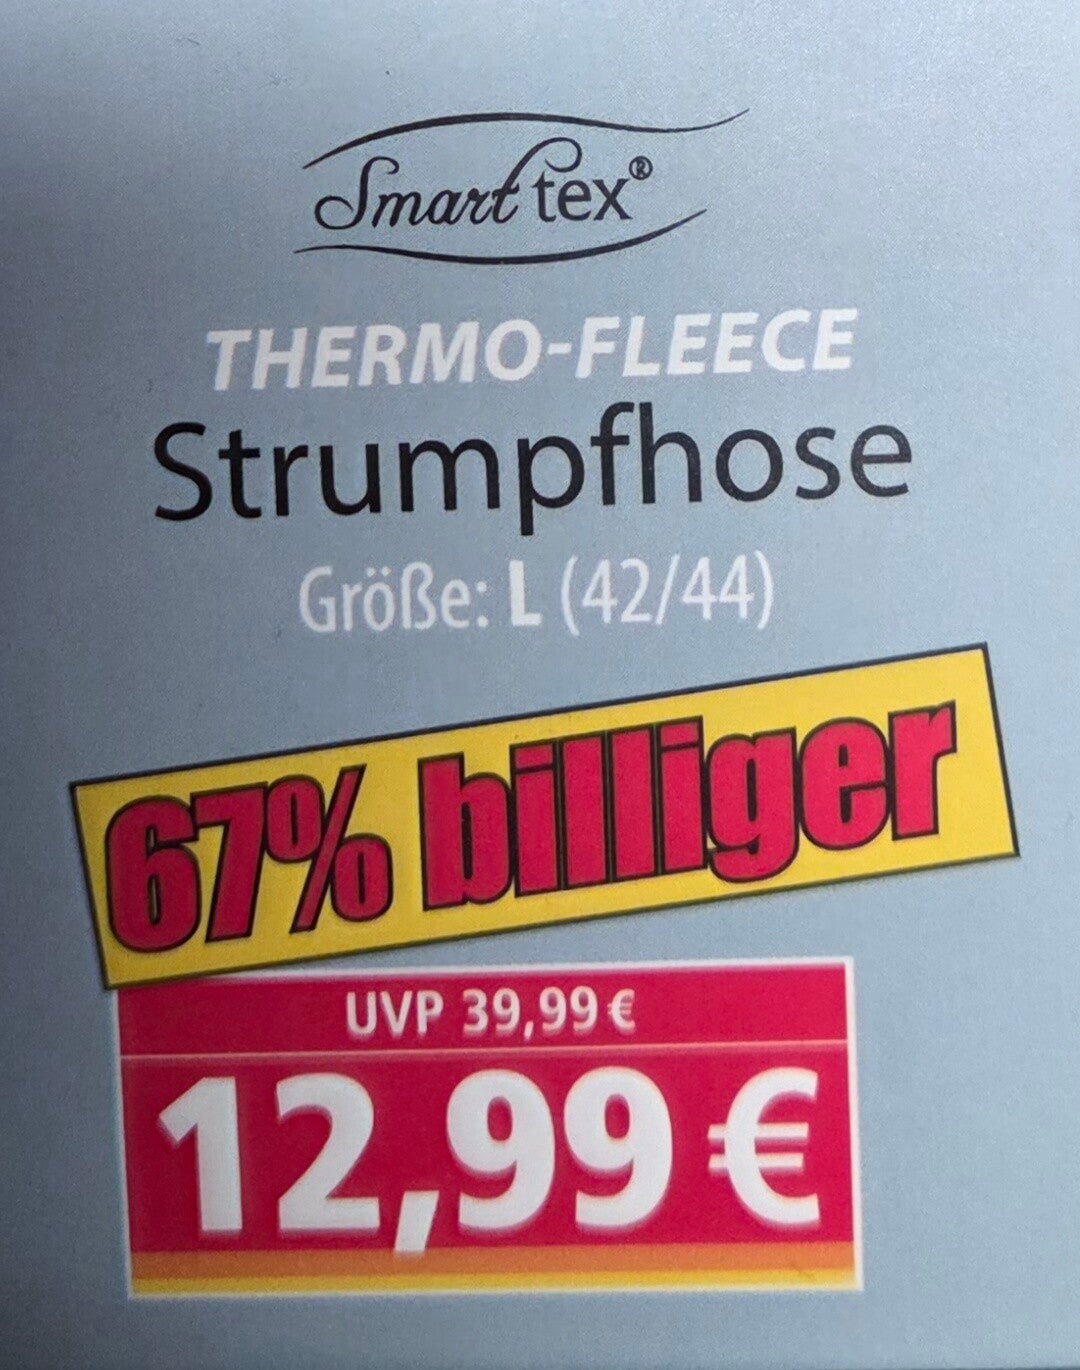 Smart tex®
THERMO-FLEECE
Strumpfhose
Größe: L (42/44)
67% billiger
UVP 39,99 €
12,99 €